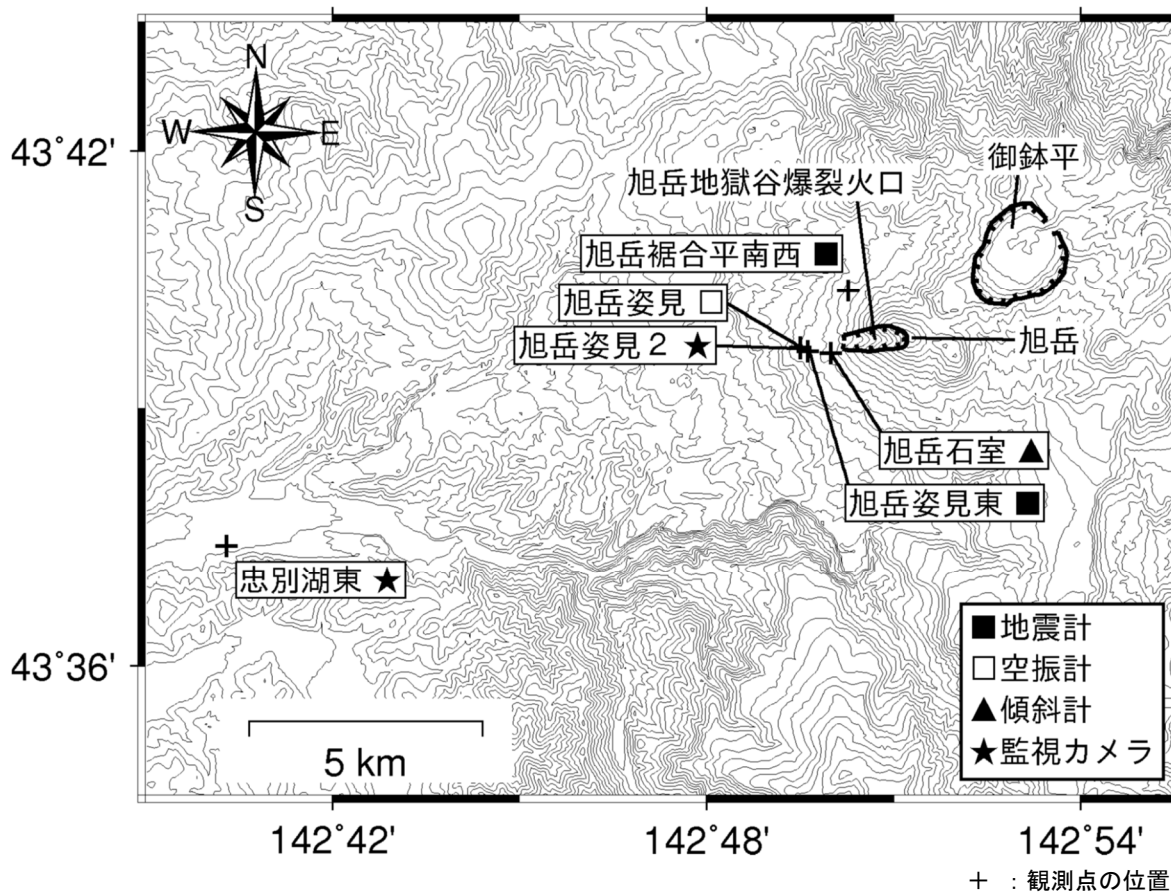 N
W E
S
43°42'
御鉢平
旭岳地獄谷爆裂火口
旭岳裾合平南西 ■
旭岳姿見 □
旭岳姿見2 ★
旭岳
旭岳石室 ▲
旭岳姿見東 ■
忠別湖東 ★
43°36'
■地震計
□空振計
▲傾斜計
★監視カメラ
5 km
142°42'
142°48'
142°54'
+ :観測点の位置